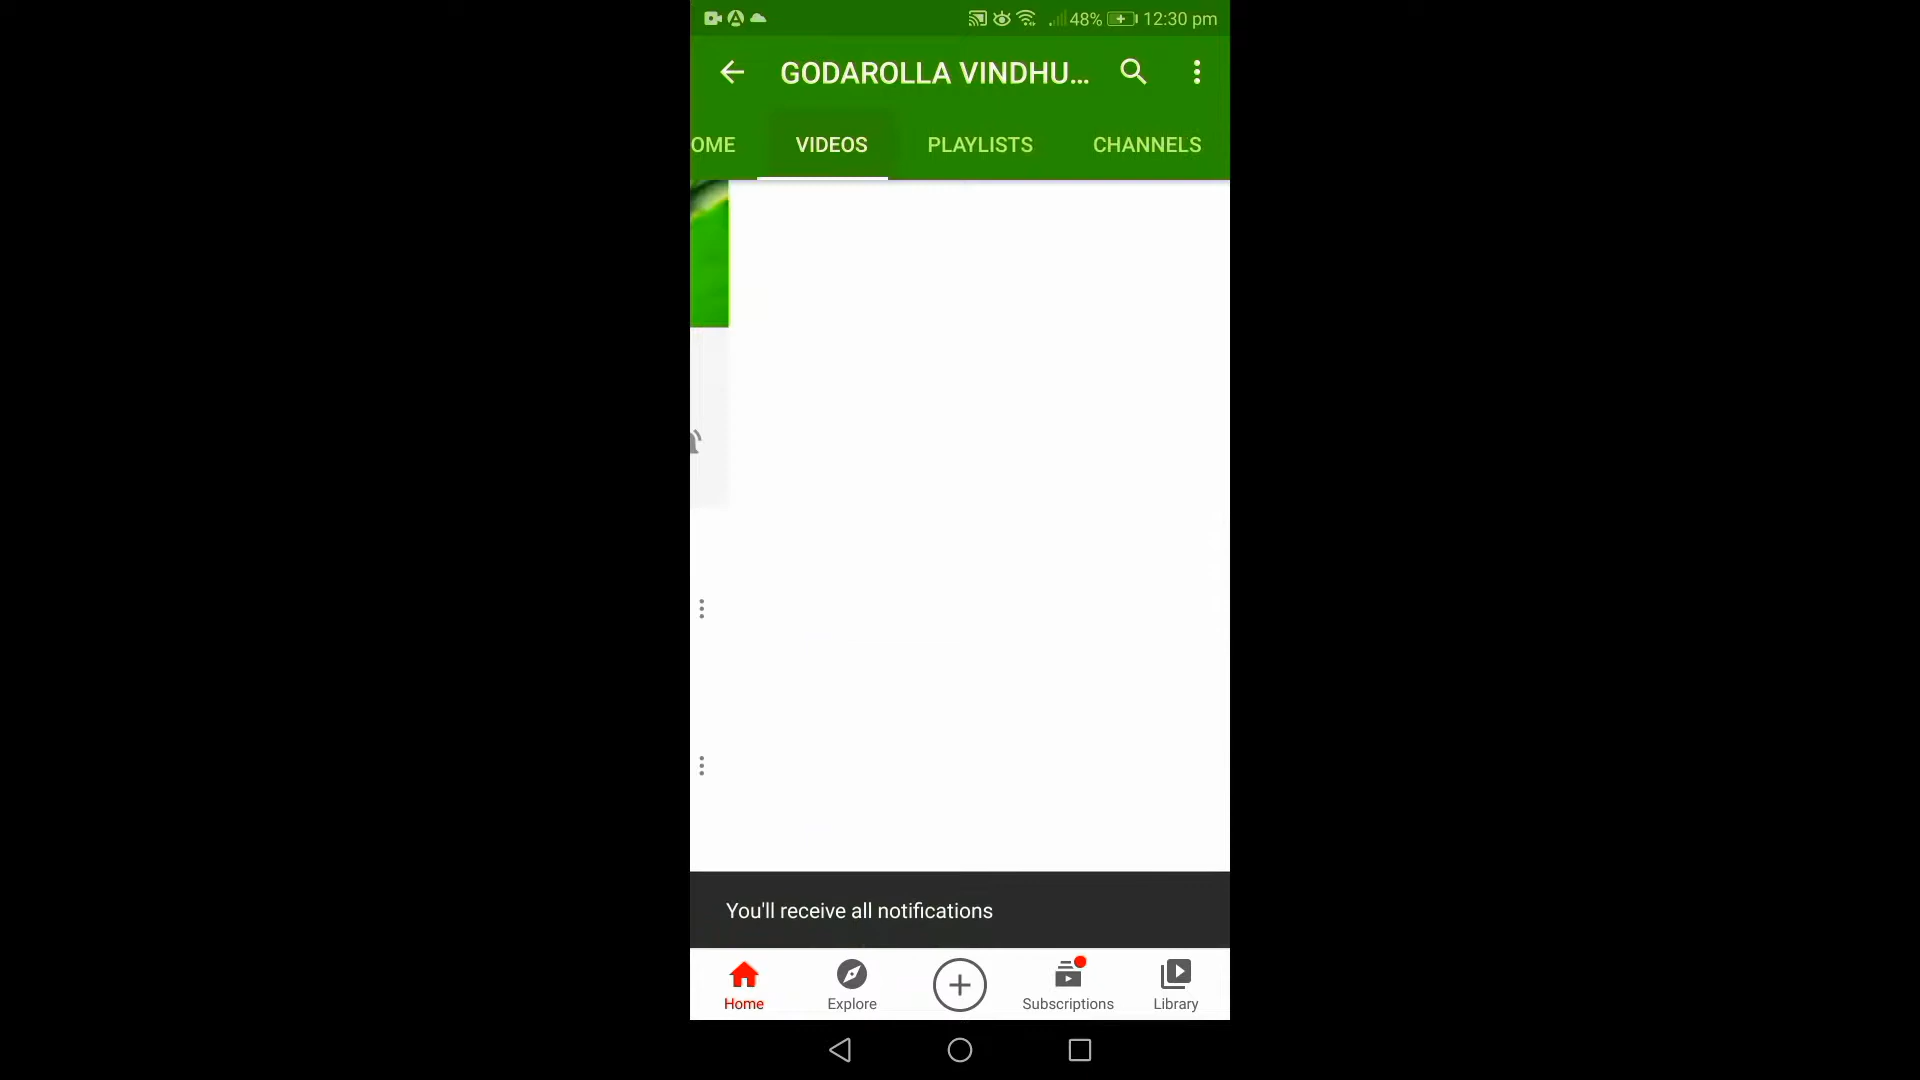 48% 12:30 pm
GODAROLLA VINDHU...
OME VIDEOS PLAYLISTS CHANNELS
You'll receive all notifications
Home Explore Subscriptions Library